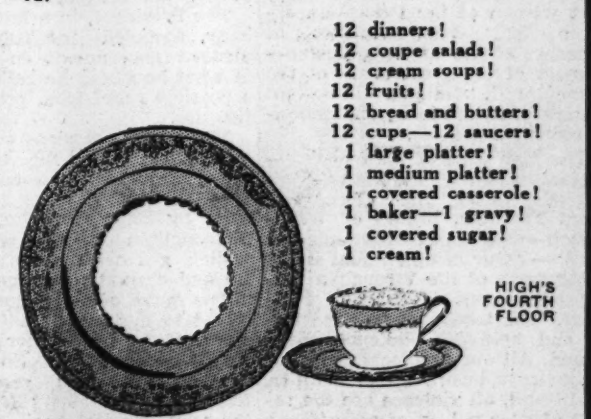 12 dinners!
12 coupe salads!
12 cream soups!
12 fruits!
12 bread and butters!
12 cups—12 saucers!
1 large platter!
1 medium platter!
1 covered casserole!
1 baker—1 gravy!
1 covered sugar!
1 cream!
HIGH'S
FOURTH
FLOOR